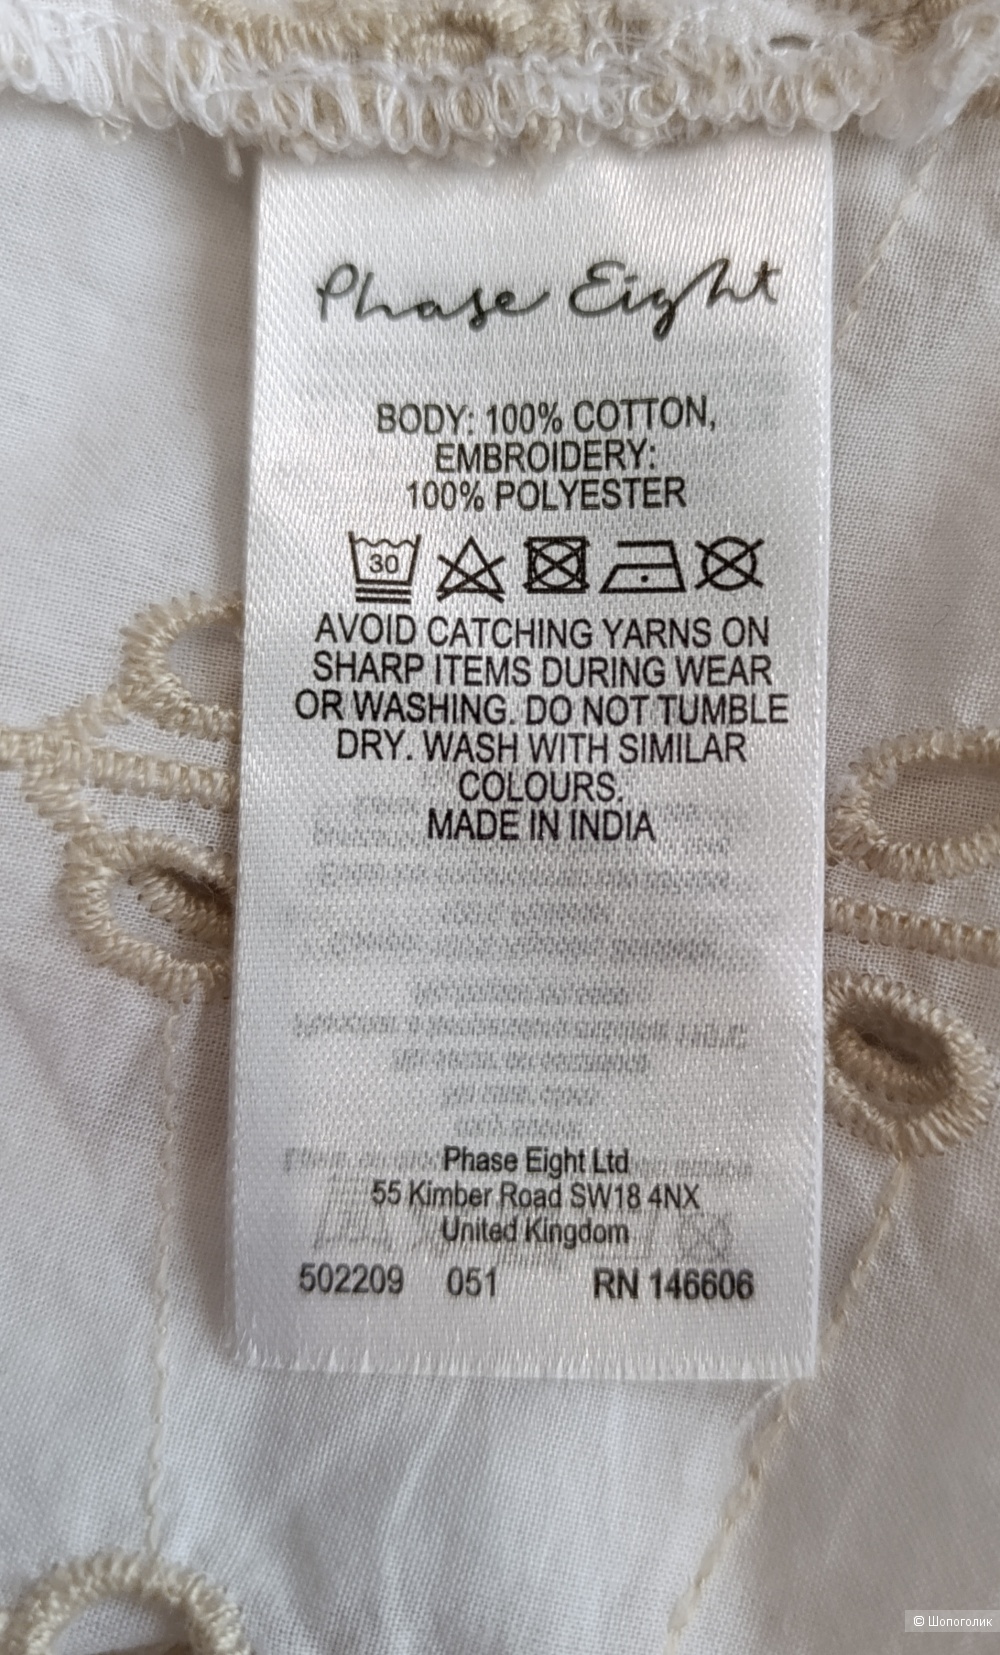 Phase Eight
BODY: 100% COTTON,
EMBROIDERY:
100% POLYESTER
30
AVOID CATCHING YARNS ON
SHARP ITEMS DURING WEAR
OR WASHING. DO NOT TUMBLE
DRY. WASH WITH SIMILAR
COLOURS.
MADE IN INDIA
Phase Eight Ltd
55 Kimber Road SW18 4NX
United Kingdom
502209 051 RN 146606
© Шопоголик